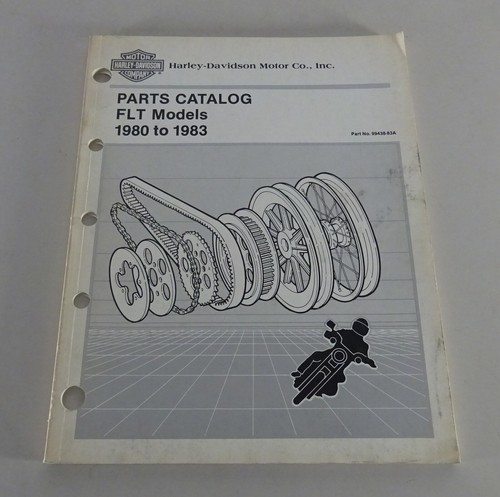 MOTOR
HARLEY-DAVIDSON
COMPANY
Harley-Davidson Motor Co., Inc.
PARTS CATALOG
FLT Models
1980 to 1983
Part No. 99456-83A